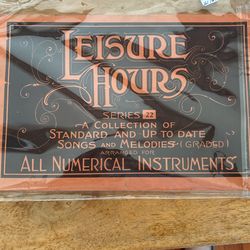 LEISURE
HOURS
SERIES 22
A COLLECTION OF
STANDARD AND UP TO DATE
SONGS AND MELODIES (GRADED)
ARRANGED FOR
ALL NUMERICAL INSTRUMENTS